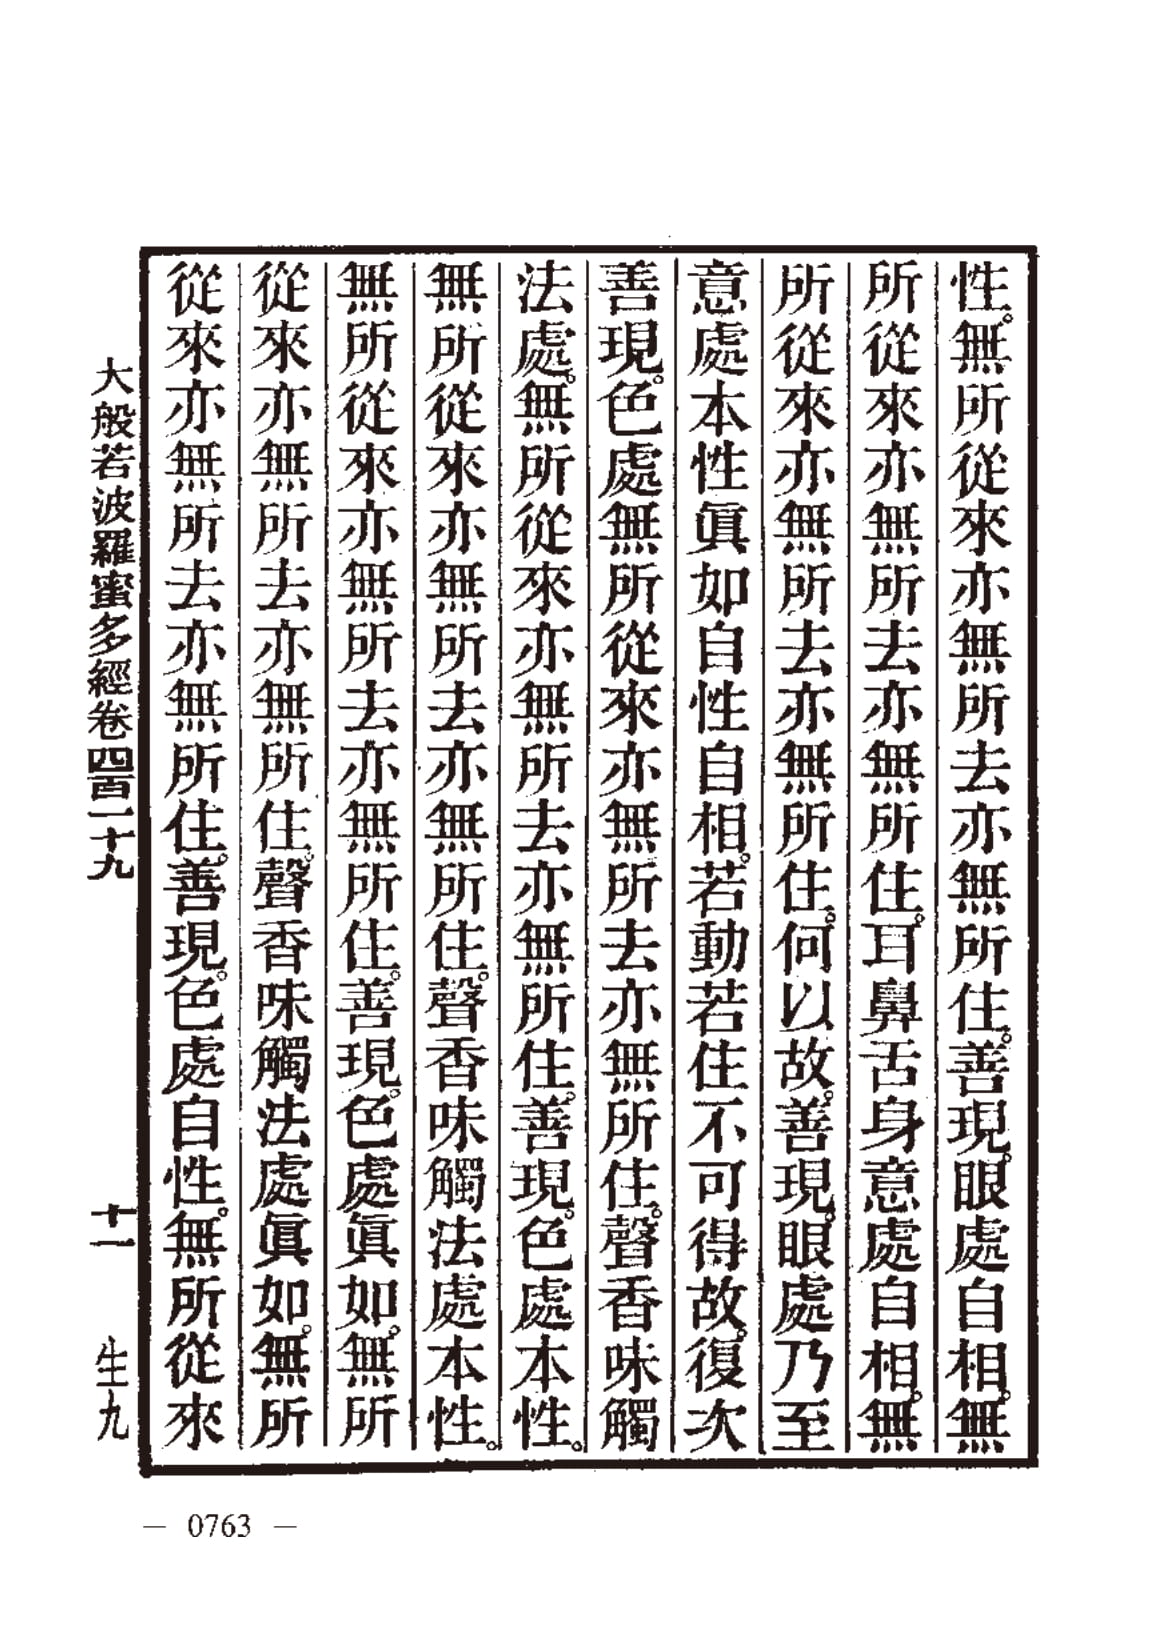 性。無所從來亦無所去亦無所住。善現。眼處自相。無
所從來亦無所去亦無所住。耳鼻舌身意處自相。無
所從來亦無所去亦無所住。何以故。善現。眼處乃至
意處本性眞如自性自相。若動若住不可得故。復次
善現。色處無所從來亦無所去亦無所住。聲香味觸
法處。無所從來亦無所去亦無所住。善現。色處本性。
無所從來亦無所去亦無所住。聲香味觸法處本性。
無所從來亦無所去亦無所住。善現。色處眞如。無所
從來亦無所去亦無所住。聲香味觸法處眞如。無所
從來亦無所去亦無所住。善現。色處自性。無所從來
大般若波羅蜜多經卷四百一十九 十一 生九
— 0763 —